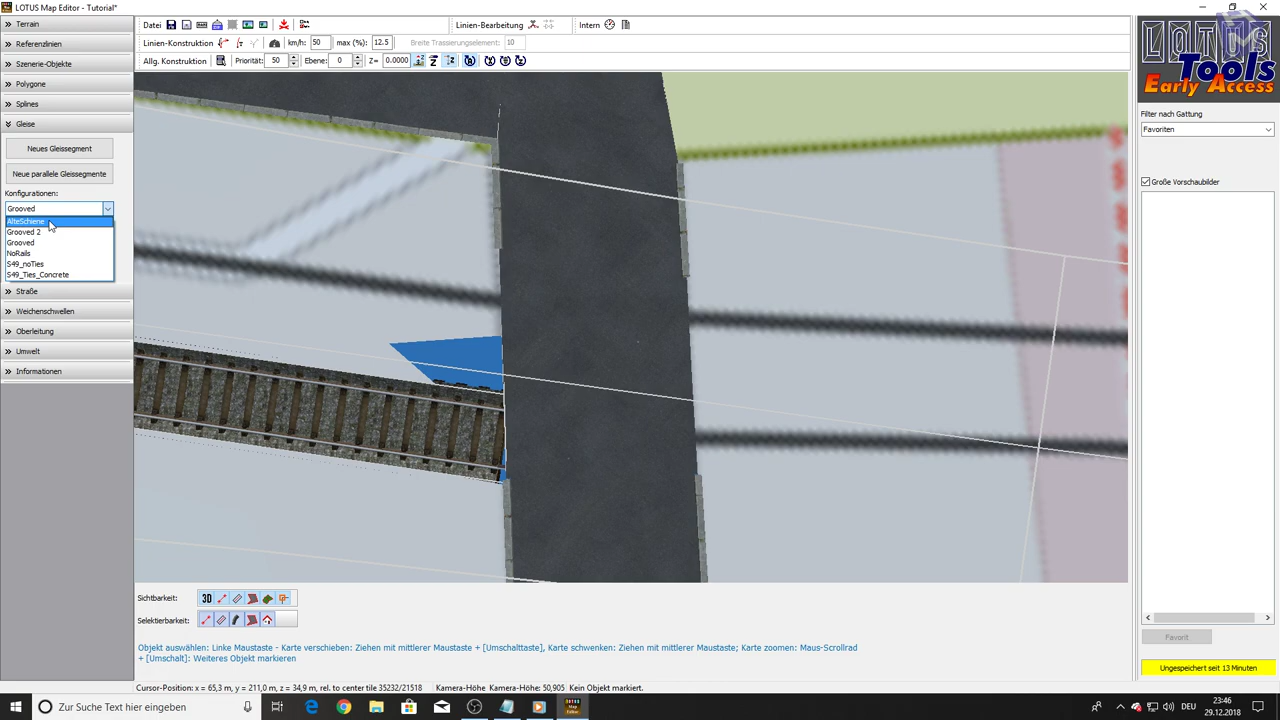 LOTUS Map Editor - Tutorial*
Terrain
Referenzlinien
Szenerie-Objekte
Polygone
Splines
Gleise
Neues Gleissegment
Neue parallele Gleissegmente
Konfigurationen:
Grooved
AlteSchiene
Grooved 2
Grooved
NoRails
S49_noTies
S49_Ties_Concrete
Straße
Weichenschwellen
Oberleitung
Umwelt
Informationen
Datei
Linien-Bearbeitung
Intern
Linien-Konstruktion
km/h:
50
max (%):
12.5
Breite Trassierungselement:
10
Allg. Konstruktion
Priorität:
50
Ebene:
0
Z=
0.0000
LOTUS
Tools
Early Access
Filter nach Gattung
Favoriten
Große Vorschaubilder
Favorit
Ungespeichert seit 13 Minuten
Sichtbarkeit:
3D
Selektierbarkeit:
Objekt auswählen: Linke Maustaste - Karte verschieben: Ziehen mit mittlerer Maustaste + [Umschalttaste], Karte schwenken: Ziehen mit mittlerer Maustaste; Karte zoomen: Maus-Scrollrad
+ [Umschalt]: Weiteres Objekt markieren
Cursor-Position: x = 65,3 m, y = 211,0 m, z = 34,9 m, rel. to center tile 35232/21518
Kamera-Höhe
Kamera-Höhe: 50,905
Kein Objekt markiert.
Zur Suche Text hier eingeben
DEU
23:46
29.12.2018